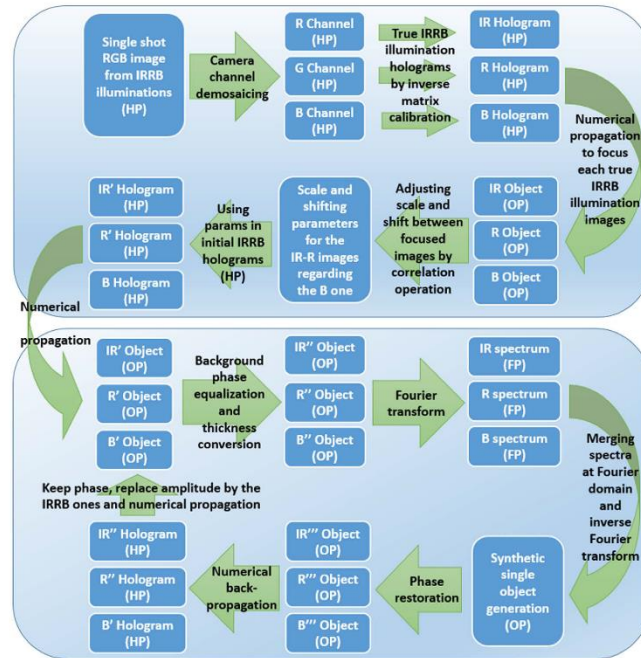 Single shot
RGB image
from IRRB
illuminations
(HP)
Camera
channel
demosaicing
R Channel
(HP)
G Channel
(HP)
B Channel
(HP)
True IRRB
illumination
holograms
by inverse
matrix
calibration
IR Hologram
(HP)
R Hologram
(HP)
B Hologram
(HP)
Numerical
propagation
to focus
each true
IRRB
illumination
images
IR Object
(OP)
R Object
(OP)
B Object
(OP)
Adjusting
scale and
shift between
focused
images by
correlation
operation
Scale and
shifting
parameters
for the
IR-R images
regarding
the B one
Using
params in
initial IRRB
holograms
(HP)
IR' Hologram
(HP)
R' Hologram
(HP)
B Hologram
(HP)
Numerical
propagation
IR' Object
(OP)
R' Object
(OP)
B' Object
(OP)
Background
phase
equalization
and
thickness
conversion
IR'' Object
(OP)
R'' Object
(OP)
B'' Object
(OP)
Fourier
transform
IR spectrum
(FP)
R spectrum
(FP)
B spectrum
(FP)
Merging
spectra
at Fourier
domain
and
inverse
Fourier
transform
Synthetic
single
object
generation
(OP)
Phase
restoration
IR''' Object
(OP)
R''' Object
(OP)
B''' Object
(OP)
Numerical
back-
propagation
IR'' Hologram
(HP)
R'' Hologram
(HP)
B' Hologram
(HP)
Keep phase, replace amplitude by the
IRRB ones and numerical propagation